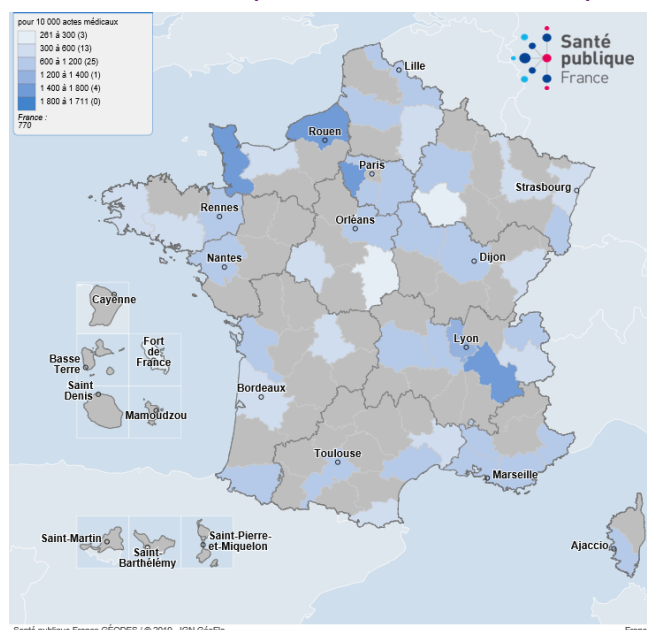 pour 10 000 actes médicaux
261 à 300 (3)
300 à 600 (13)
600 à 1 200 (25)
1 200 à 1 400 (1)
1 400 à 1 800 (4)
1 800 à 1 711 (0)
France :
770
Santé
publique
France
Lille
Rouen
Paris
Strasbourg
Rennes
Orléans
Nantes
Dijon
Cayenne
Lyon
Basse
Terre
Fort
de
France
Saint
Denis
Mamoudzou
Bordeaux
Toulouse
Marseille
Saint-Martin
Saint-
Barthélémy
Saint-Pierre-
et-Miquelon
Ajaccio
Santé publique France GÉODES / © 2019 - IGN GéoFla
Franc